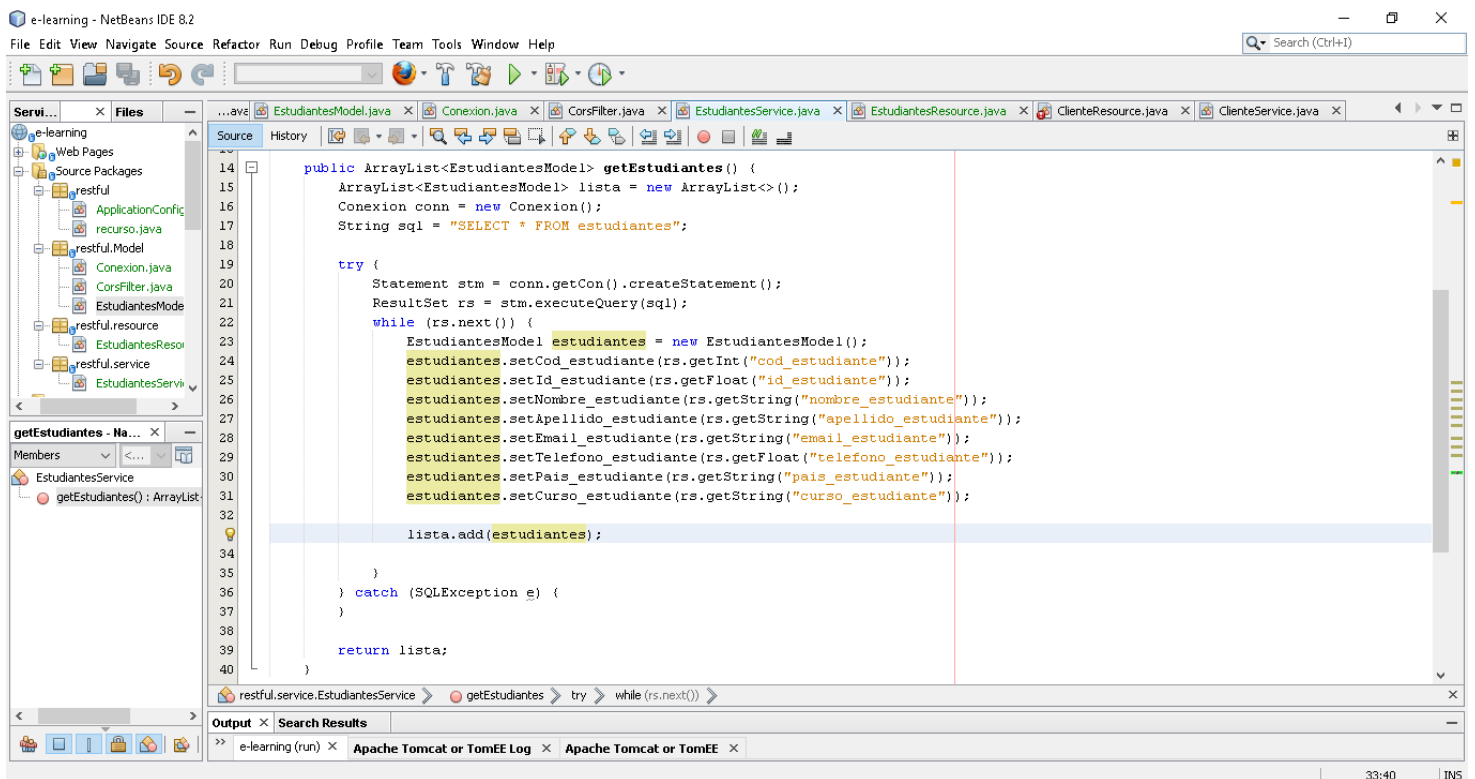 e-learning - NetBeans IDE 8.2
File Edit View Navigate Source Refactor Run Debug Profile Team Tools Window Help
Search (Ctrl+I)
Servi... Files
...ava EstudiantesModel.java Conexion.java CorsFilter.java EstudiantesService.java EstudiantesResource.java ClienteResource.java ClienteService.java
Source History
e-learning
Web Pages
Source Packages
restful
ApplicationConfig
recurso.java
restful.Model
Conexion.java
CorsFilter.java
EstudiantesMode
restful.resource
EstudiantesResou
restful.service
EstudiantesServi
getEstudiantes - Na...
Members <...
EstudiantesService
getEstudiantes() : ArrayList
14 public ArrayList<EstudiantesModel> getEstudiantes() {
15 ArrayList<EstudiantesModel> lista = new ArrayList<>();
16 Conexion conn = new Conexion();
17 String sql = "SELECT * FROM estudiantes";
18
19 try {
20 Statement stm = conn.getCon().createStatement();
21 ResultSet rs = stm.executeQuery(sql);
22 while (rs.next()) {
23 EstudiantesModel estudiantes = new EstudiantesModel();
24 estudiantes.setCod_estudiante(rs.getInt("cod_estudiante"));
25 estudiantes.setId_estudiante(rs.getFloat("id_estudiante"));
26 estudiantes.setNombre_estudiante(rs.getString("nombre_estudiante"));
27 estudiantes.setApellido_estudiante(rs.getString("apellido_estudiante"));
28 estudiantes.setEmail_estudiante(rs.getString("email_estudiante"));
29 estudiantes.setTelefono_estudiante(rs.getFloat("telefono_estudiante"));
30 estudiantes.setPais_estudiante(rs.getString("pais_estudiante"));
31 estudiantes.setCurso_estudiante(rs.getString("curso_estudiante"));
32
lista.add(estudiantes);
34
35 }
36 } catch (SQLException e) {
37 }
38
39 return lista;
40 }
restful.service.EstudiantesService getEstudiantes try while (rs.next())
Output Search Results
e-learning (run) Apache Tomcat or TomEE Log Apache Tomcat or TomEE
33:40 INS